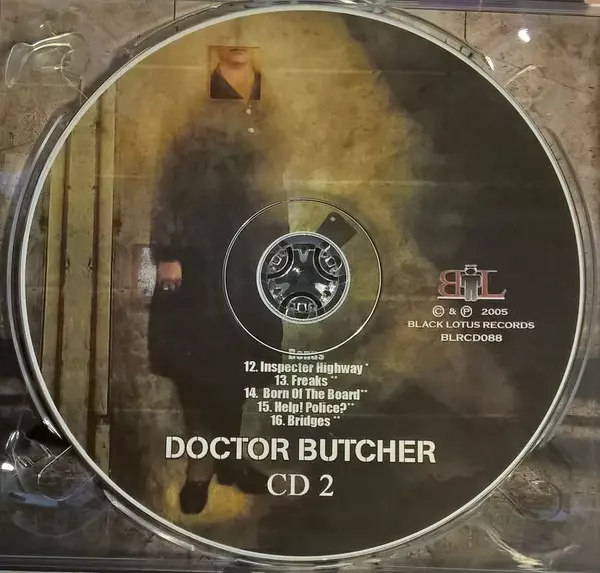 BL
© & ℗ 2005
BLACK LOTUS RECORDS
BLRCD088
Bonus
12. Inspecter Highway *
13. Freaks **
14. Born Of The Board**
15. Help! Police?**
16. Bridges **
DOCTOR BUTCHER
CD 2